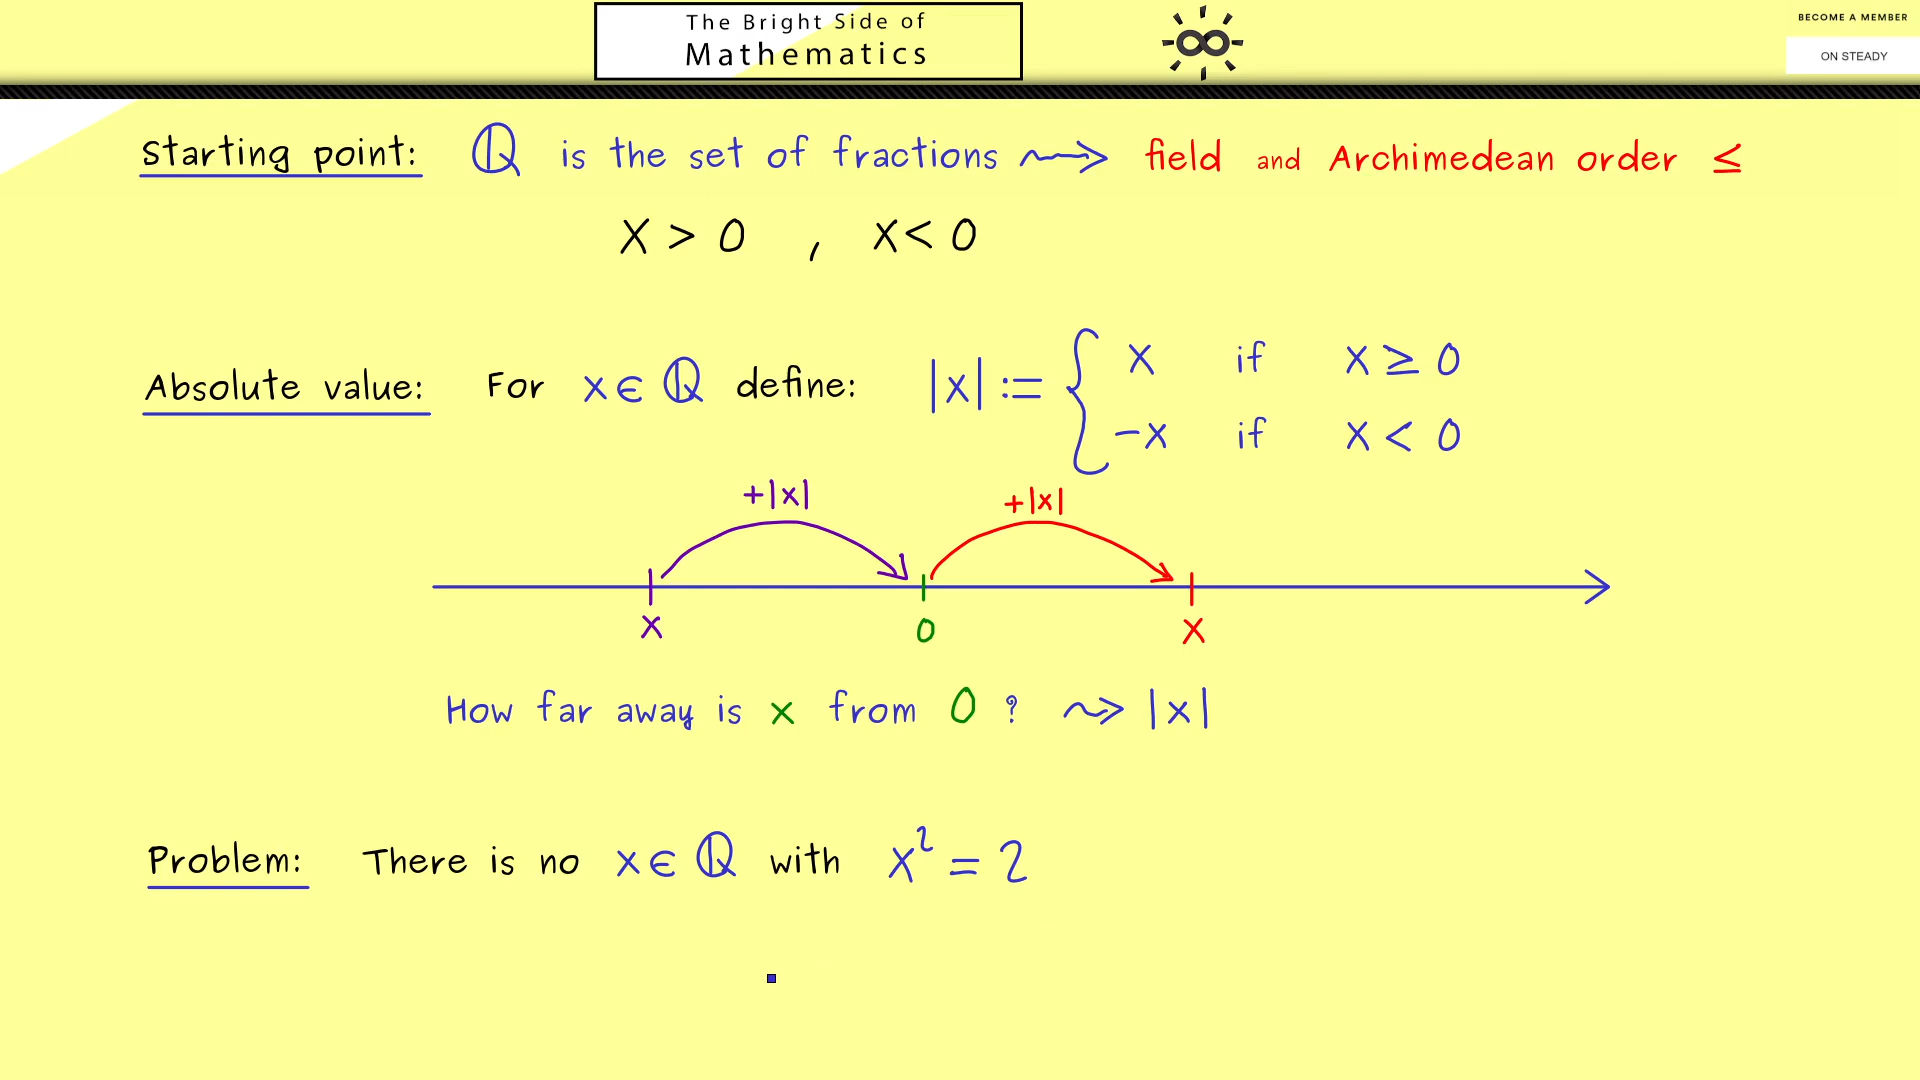 The Bright Side of
Mathematics
BECOME A MEMBER
ON STEADY
Starting point: ℚ is the set of fractions ⟿ field and Archimedean order ≤
x > 0 , x < 0
Absolute value: For x ∈ ℚ define: |x| := { x if x ≥ 0
-x if x < 0
+|x| +|x|
x 0 x
How far away is x from 0 ? ⟿ |x|
Problem: There is no x ∈ ℚ with x² = 2